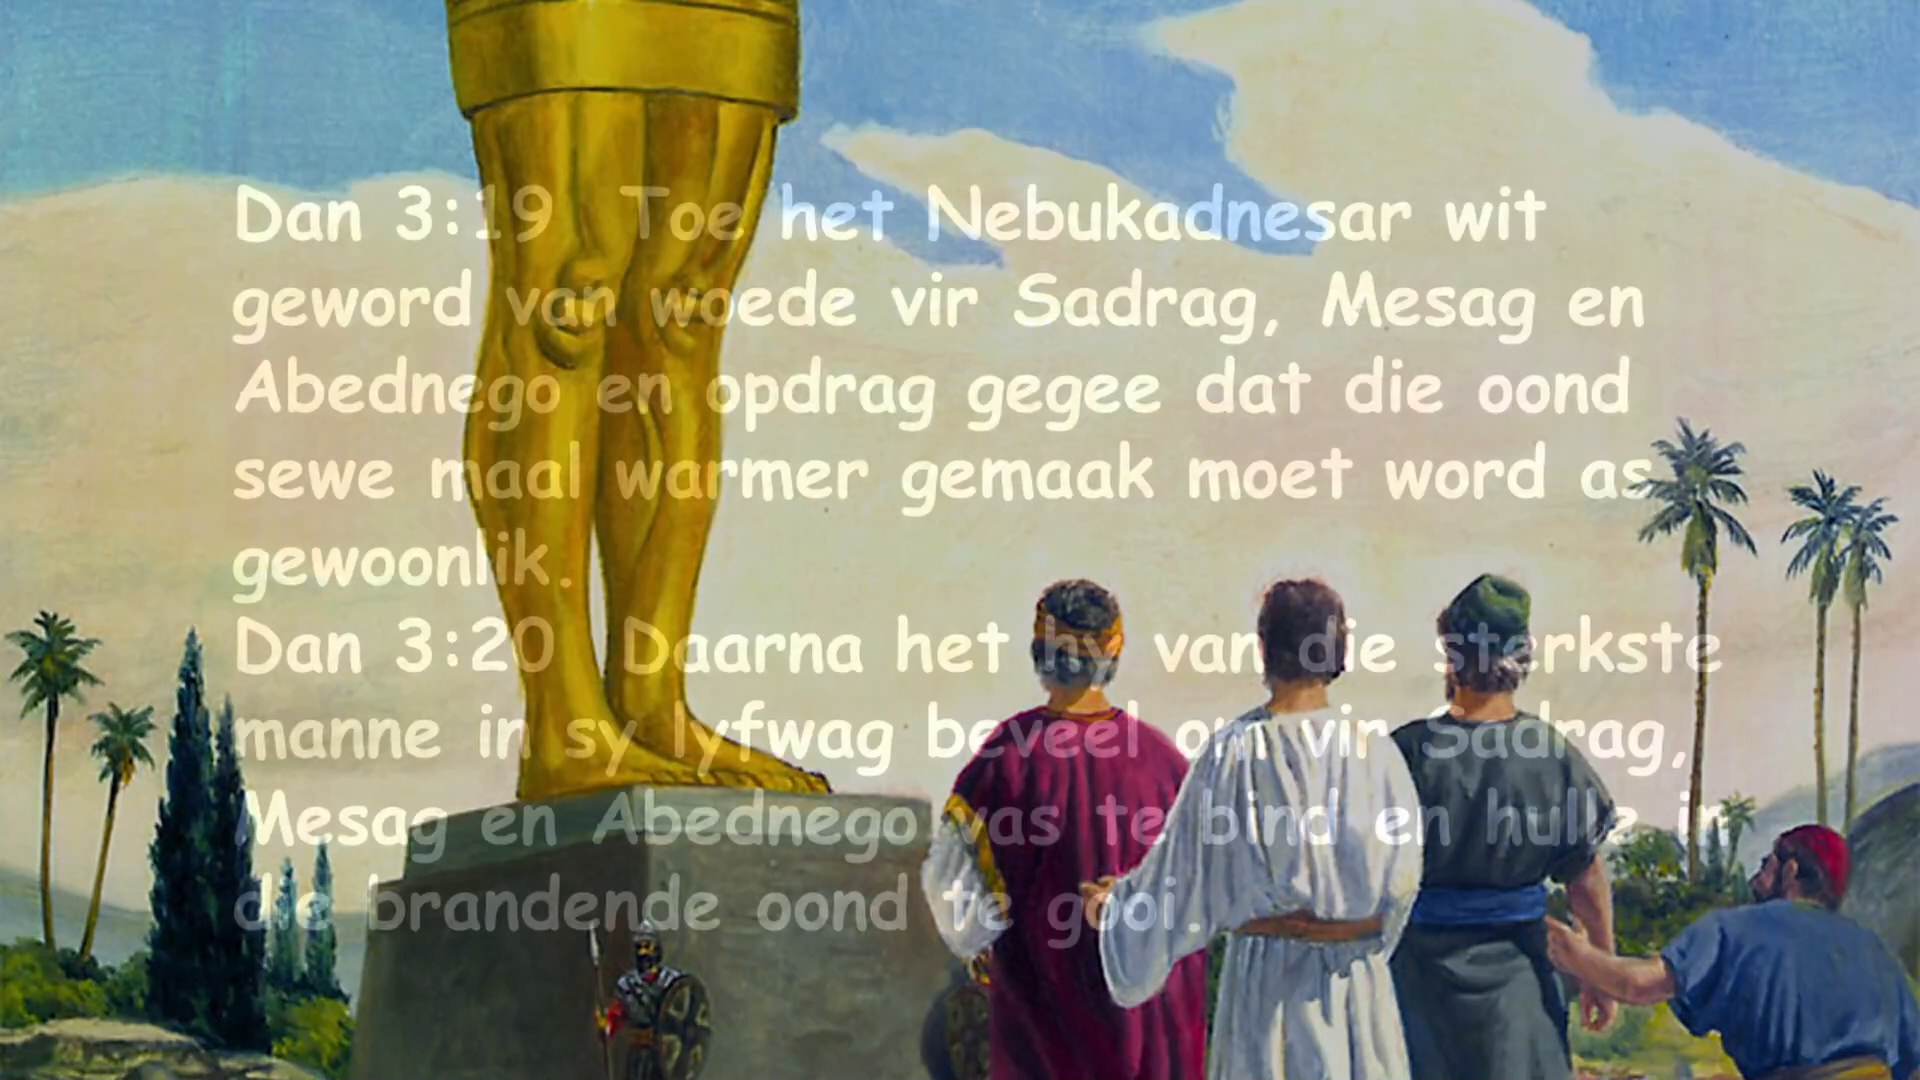 Dan 3:19 Toe het Nebukadnesar wit
geword van woede vir Sadrag, Mesag en
Abednego en opdrag gegee dat die oond
sewe maal warmer gemaak moet word as
gewoonlik.
Dan 3:20 Daarna het hy van die sterkste
manne in sy lyfwag beveel om vir Sadrag,
Mesag en Abednego vas te bind en hulle in
die brandende oond te gooi.